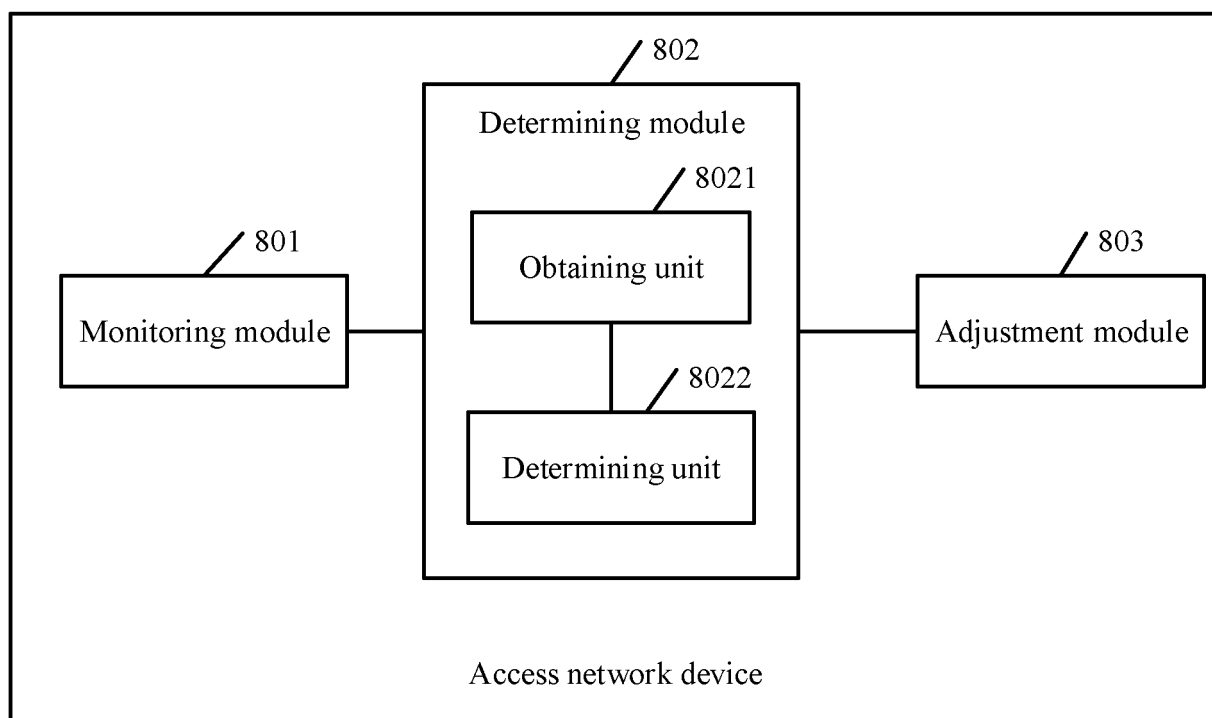 802
Determining module
8021
Obtaining unit
801
Monitoring module
803
Adjustment module
8022
Determining unit
Access network device